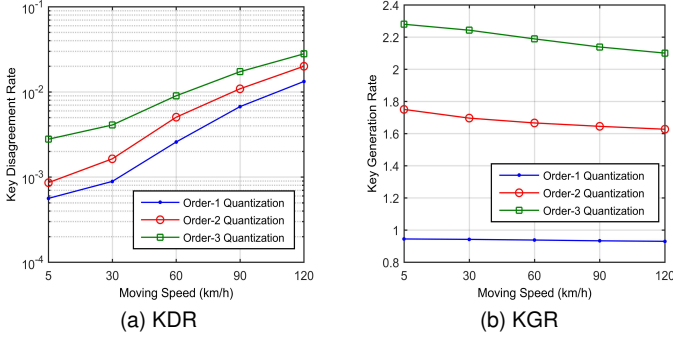 10^-1
10^-2
10^-3
10^-4
Key Disagreement Rate
Order-1 Quantization
Order-2 Quantization
Order-3 Quantization
5 30 60 90 120
Moving Speed (km/h)
(a) KDR
2.4
2.2
2
1.8
1.6
1.4
1.2
1
0.8
Key Generation Rate
Order-1 Quantization
Order-2 Quantization
Order-3 Quantization
5 30 60 90 120
Moving Speed (km/h)
(b) KGR